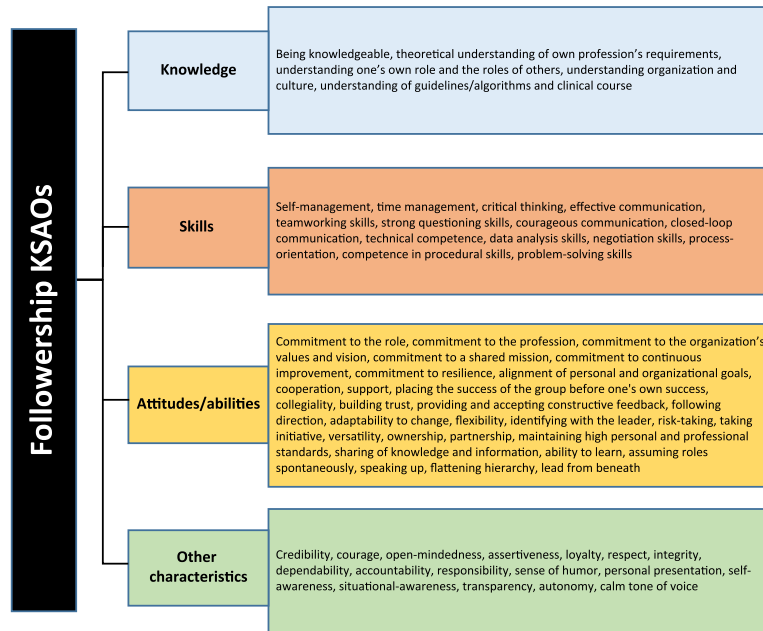 Followership KSAOs
Knowledge
Being knowledgeable, theoretical understanding of own profession's requirements,
understanding one's own role and the roles of others, understanding organization and
culture, understanding of guidelines/algorithms and clinical course
Skills
Self-management, time management, critical thinking, effective communication,
teamworking skills, strong questioning skills, courageous communication, closed-loop
communication, technical competence, data analysis skills, negotiation skills, process-
orientation, competence in procedural skills, problem-solving skills
Attitudes/abilities
Commitment to the role, commitment to the profession, commitment to the organization's
values and vision, commitment to a shared mission, commitment to continuous
improvement, commitment to resilience, alignment of personal and organizational goals,
cooperation, support, placing the success of the group before one's own success,
collegiality, building trust, providing and accepting constructive feedback, following
direction, adaptability to change, flexibility, identifying with the leader, risk-taking, taking
initiative, versatility, ownership, partnership, maintaining high personal and professional
standards, sharing of knowledge and information, ability to learn, assuming roles
spontaneously, speaking up, flattening hierarchy, lead from beneath
Other
characteristics
Credibility, courage, open-mindedness, assertiveness, loyalty, respect, integrity,
dependability, accountability, responsibility, sense of humor, personal presentation, self-
awareness, situational-awareness, transparency, autonomy, calm tone of voice